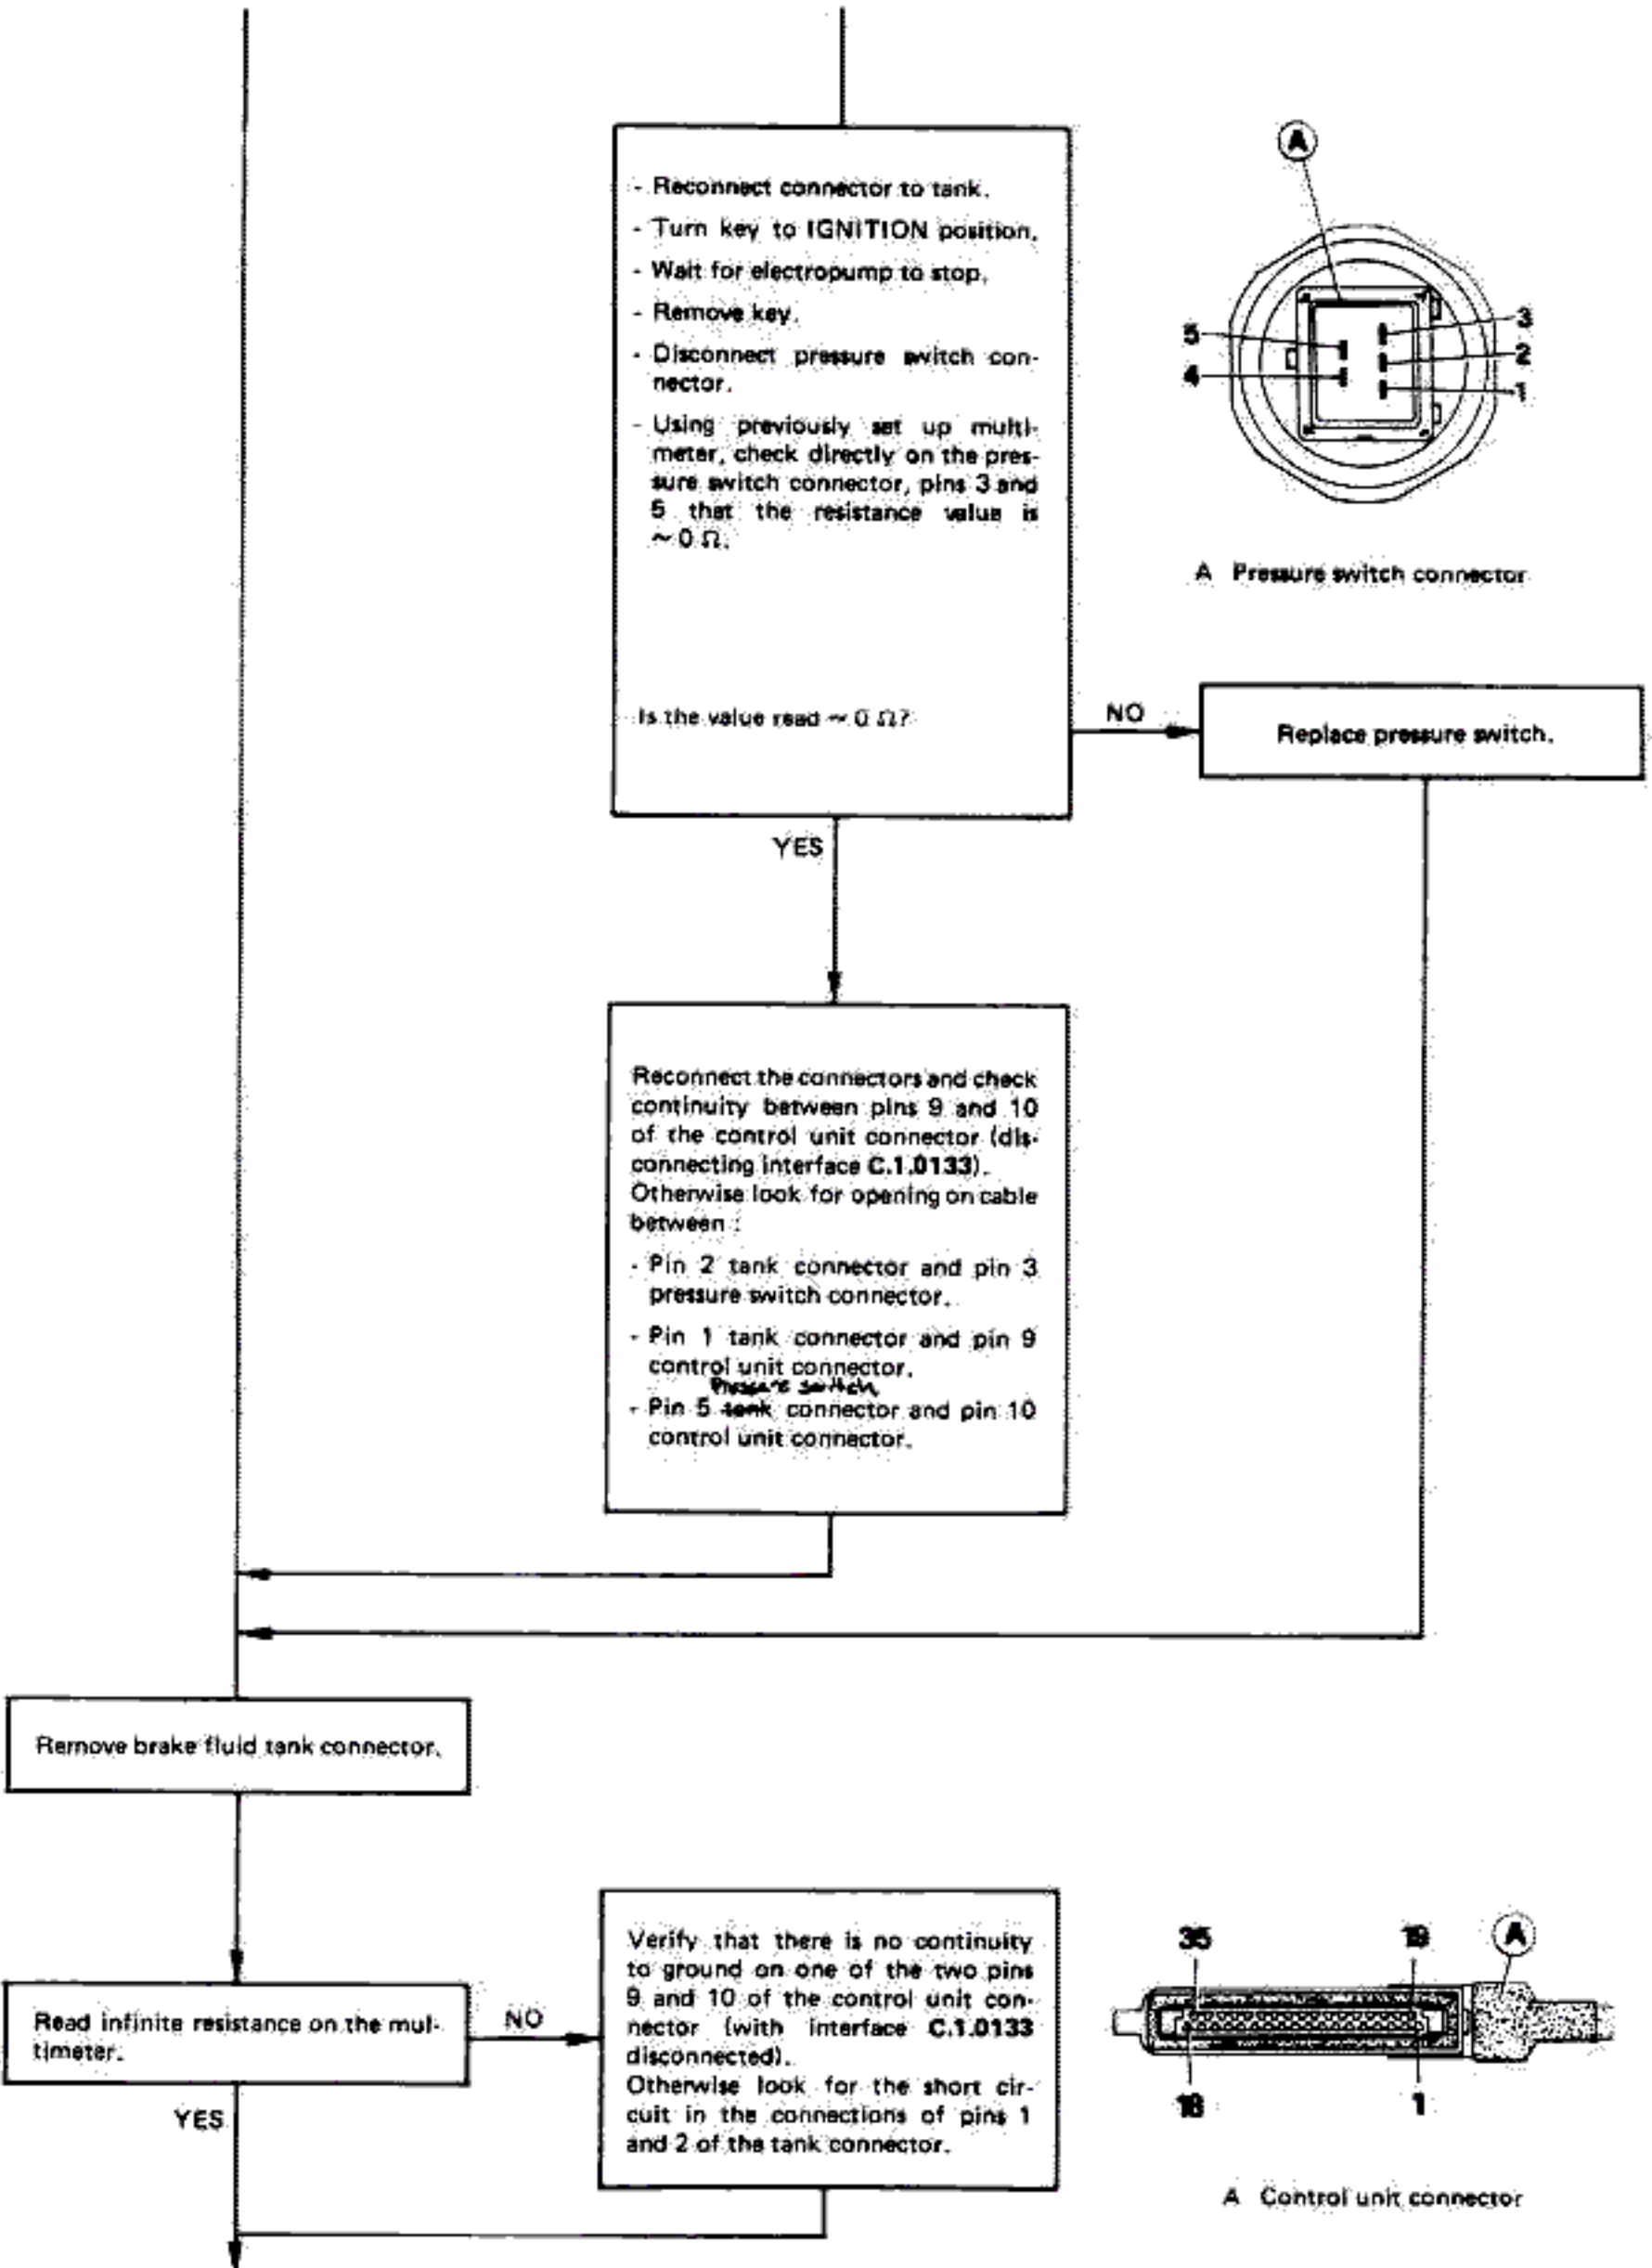 - Reconnect connector to tank.
- Turn key to IGNITION position.
- Wait for electropump to stop.
- Remove key.
- Disconnect pressure switch con-
nector.
- Using previously set up multi-
meter, check directly on the pres-
sure switch connector, pins 3 and
5 that the resistance value is
~ 0 Ω.
Is the value read ~ 0 Ω?
A
5
4
3
2
1
A Pressure switch connector
NO
Replace pressure switch.
YES
Reconnect the connectors and check
continuity between pins 9 and 10
of the control unit connector (dis-
connecting interface C.1.0133).
Otherwise look for opening on cable
between :
- Pin 2 tank connector and pin 3
pressure switch connector.
- Pin 1 tank connector and pin 9
control unit connector.
Pressure switch
- Pin 5 tank connector and pin 10
control unit connector.
Remove brake fluid tank connector.
Read infinite resistance on the mul-
timeter.
NO
YES
Verify that there is no continuity
to ground on one of the two pins
9 and 10 of the control unit con-
nector (with interface C.1.0133
disconnected).
Otherwise look for the short cir-
cuit in the connections of pins 1
and 2 of the tank connector.
35
19
A
18
1
A Control unit connector